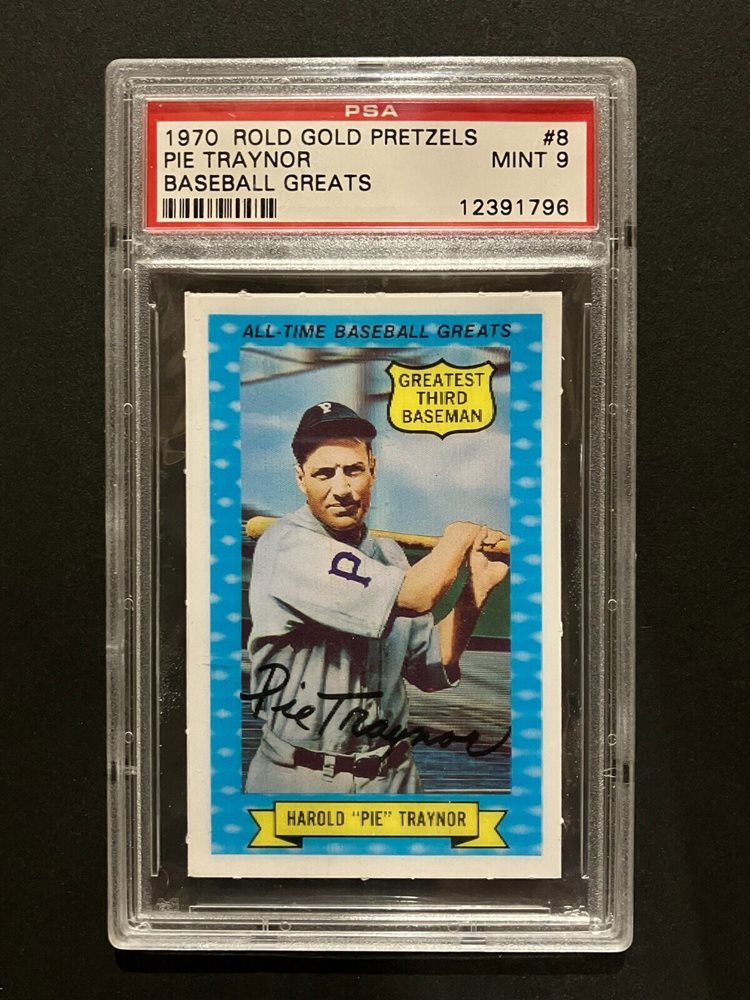 PSA
1970 ROLD GOLD PRETZELS #8
PIE TRAYNOR MINT 9
BASEBALL GREATS
12391796
ALL-TIME BASEBALL GREATS
GREATEST
THIRD
BASEMAN
P
P
Pie Traynor
HAROLD "PIE" TRAYNOR